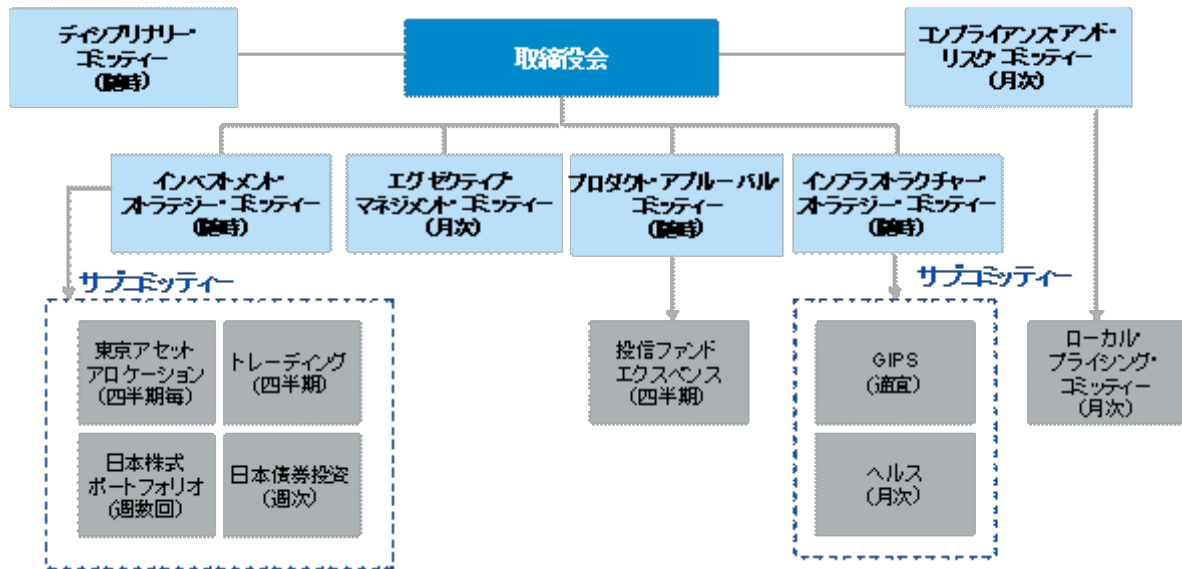 ディシプリナリー・
コミッティー
(臨時)
取締役会
コンプライアンス・アンド・
リスク・コミッティー
(月次)
インベストメント・
ストラテジー・コミッティー
(臨時)
エグゼクティブ・
マネジメント・コミッティー
(月次)
プロダクト・アプルーバル・
コミッティー
(臨時)
インフラストラクチャー・
ストラテジー・コミッティー
(臨時)
サブコミッティー
サブコミッティー
東京アセット
アロケーション
(四半期毎)
トレーディング
(四半期)
日本株式
ポートフォリオ
(週数回)
日本債券投資
(週次)
投信ファンド
エクスペンス
(四半期)
GIPS
(適宜)
ヘルス
(月次)
ローカル・
プライシング・
コミッティー
(月次)